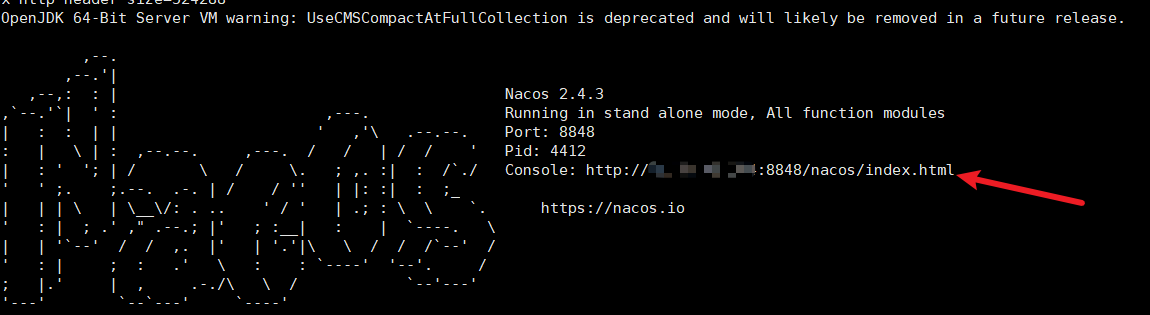 x http header size=524288
OpenJDK 64-Bit Server VM warning: UseCMSCompactAtFullCollection is deprecated and will likely be removed in a future release.
Nacos 2.4.3
Running in stand alone mode, All function modules
Port: 8848
Pid: 4412
Console: http://:8848/nacos/index.html
https://nacos.io